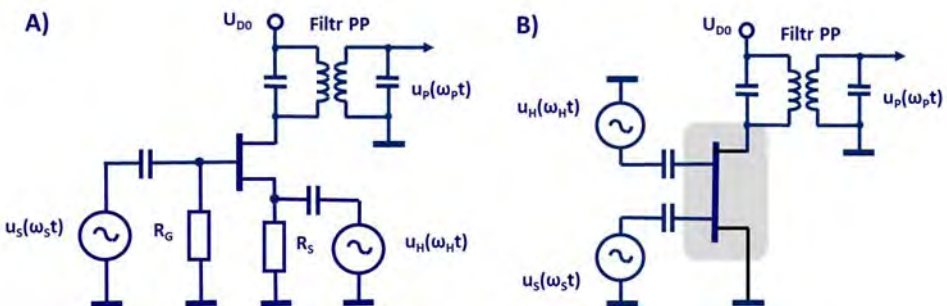 A)
U_D0
Filtr PP
u_P(ω_Pt)
u_S(ω_St)
R_G
R_S
u_H(ω_Ht)
B)
U_D0
Filtr PP
u_P(ω_Pt)
u_H(ω_Ht)
u_S(ω_St)